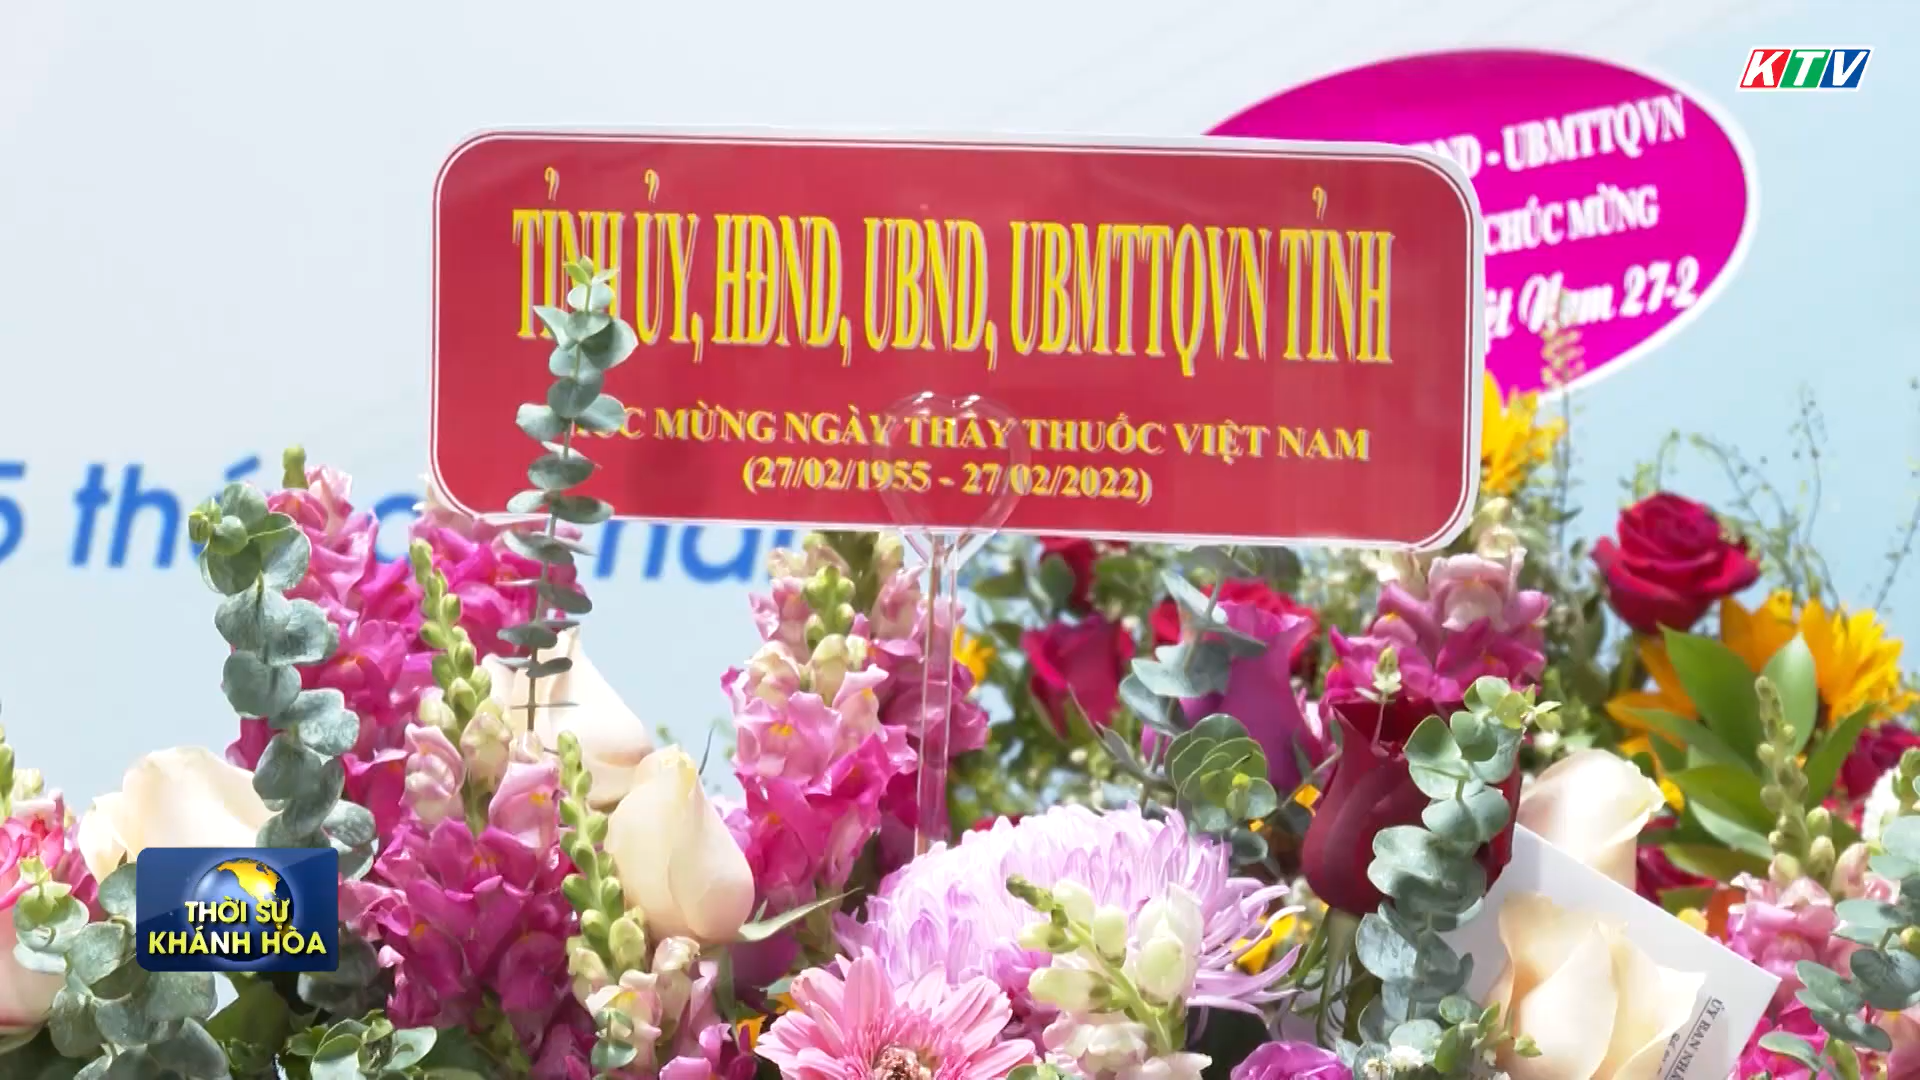 KTV
UBMTTQVN
CHÚC MỪNG
Nam 27-2
TỈNH ỦY, HĐND, UBND, UBMTTQVN TỈNH
MỪNG NGÀY THẦY THUỐC VIỆT NAM
(27/02/1955 - 27/02/2022)
THỜI SỰ
KHÁNH HÒA